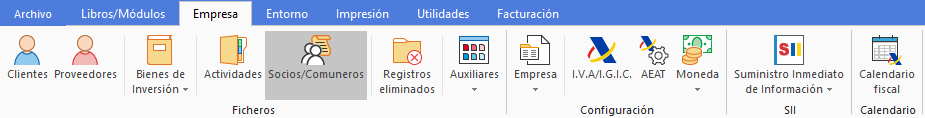 Archivo Libros/Módulos Empresa Entorno Impresión Utilidades Facturación
Clientes Proveedores Bienes de Inversión Actividades Socios/Comuneros Registros eliminados Auxiliares Empresa I.V.A/I.G.I.C. AEAT Moneda SII Suministro Inmediato de Información Calendario fiscal
Ficheros Configuración SII Calendario